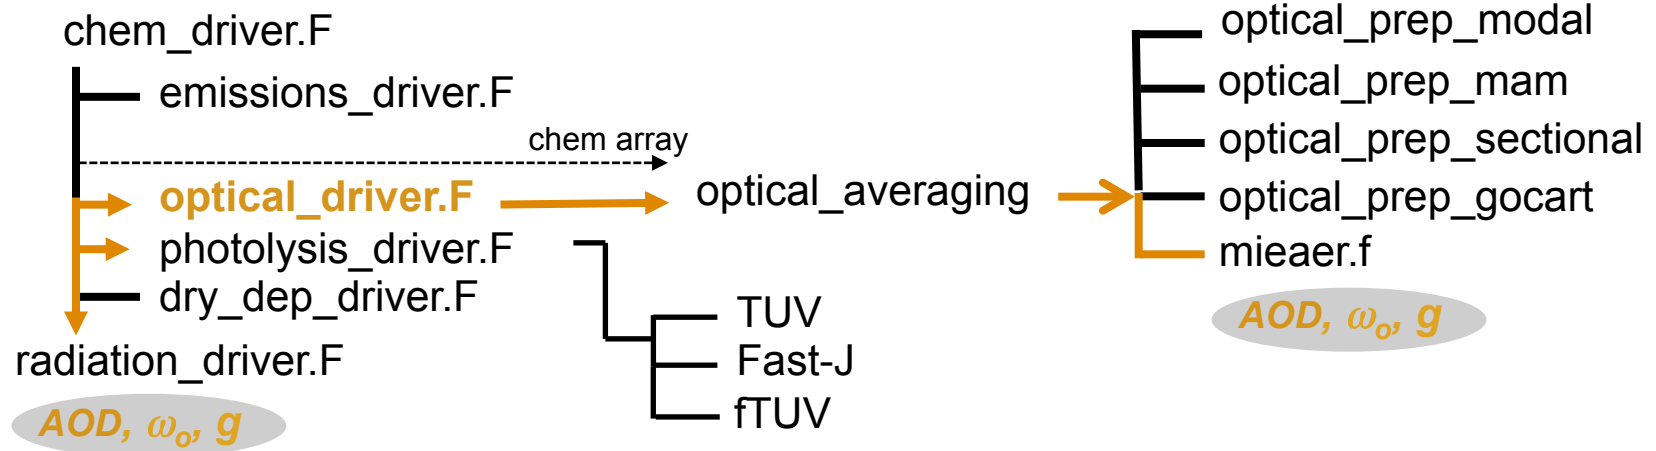 chem_driver.F
emissions_driver.F
chem array
optical_driver.F
photolysis_driver.F
dry_dep_driver.F
radiation_driver.F
AOD, ωo, g
TUV
Fast-J
fTUV
optical_averaging
optical_prep_modal
optical_prep_mam
optical_prep_sectional
optical_prep_gocart
mieaer.f
AOD, ωo, g